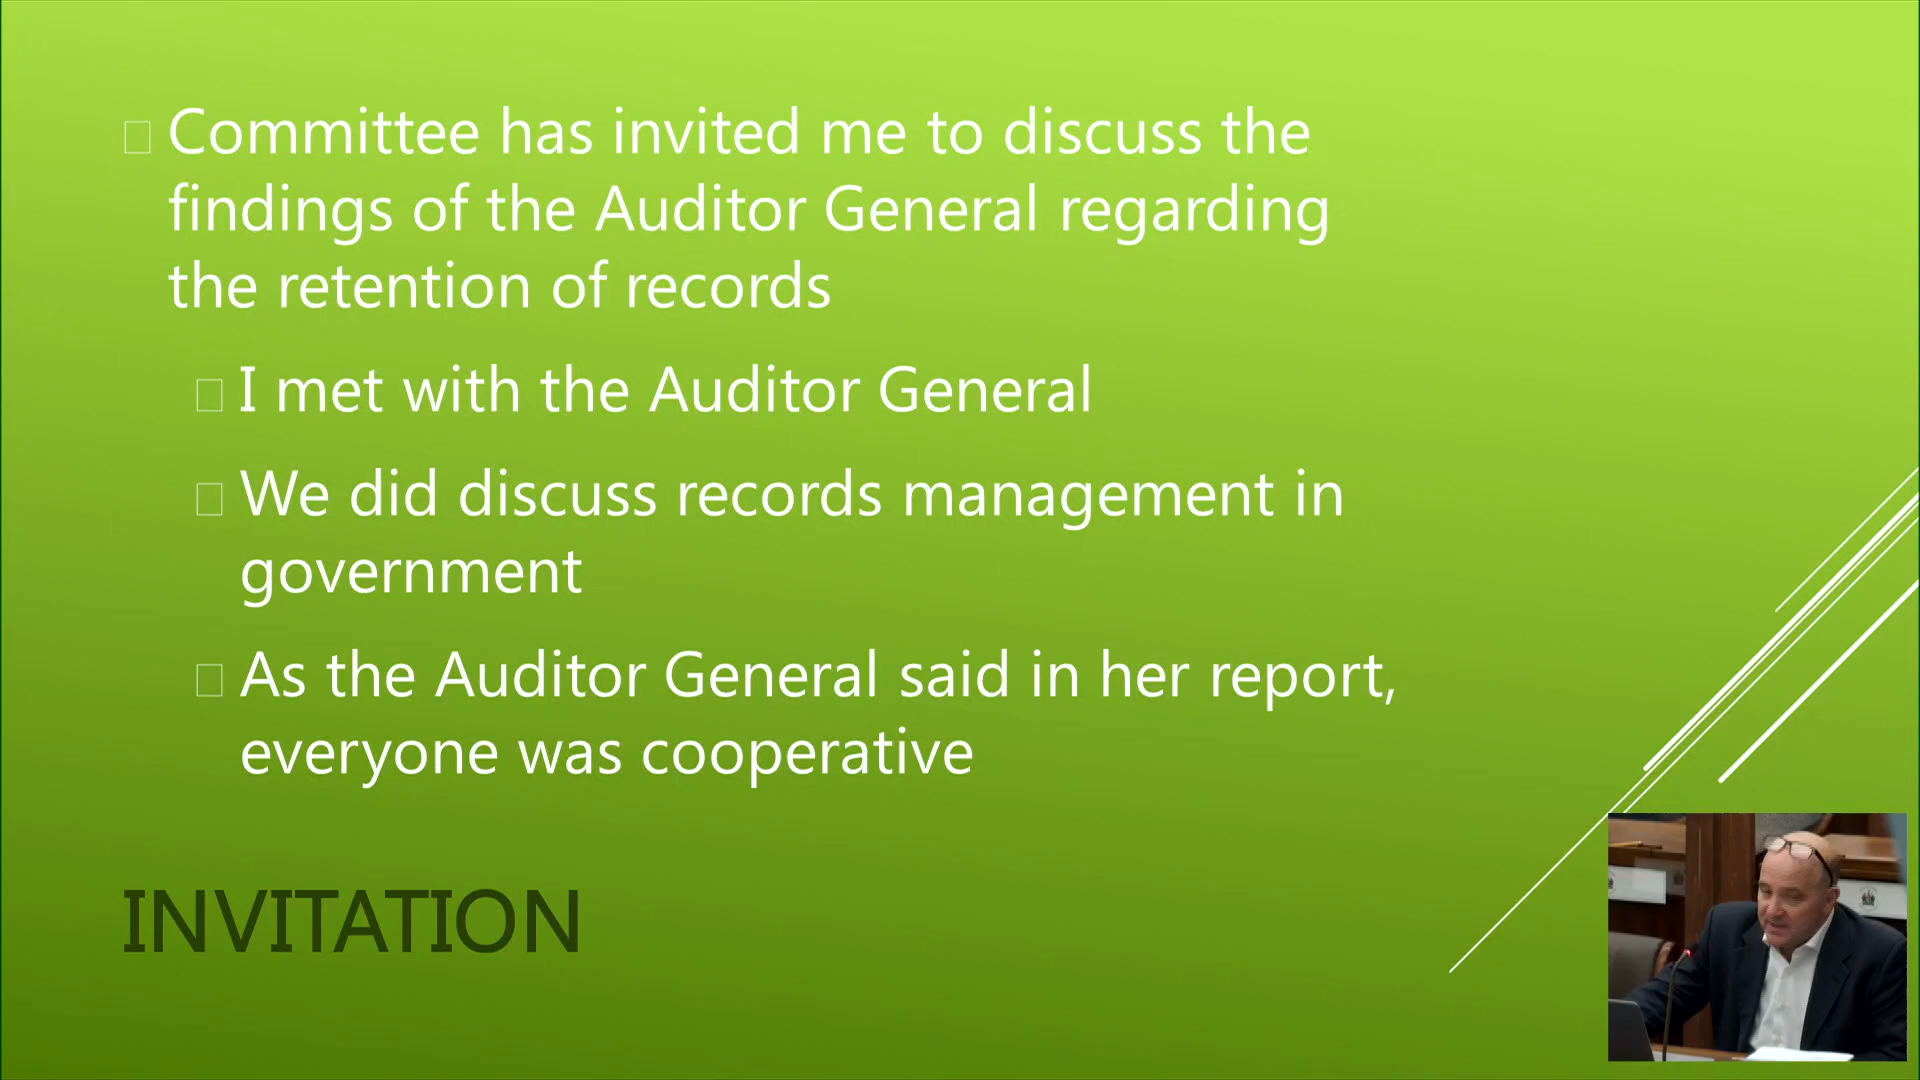 Committee has invited me to discuss the
findings of the Auditor General regarding
the retention of records
I met with the Auditor General
We did discuss records management in
government
As the Auditor General said in her report,
everyone was cooperative
INVITATION